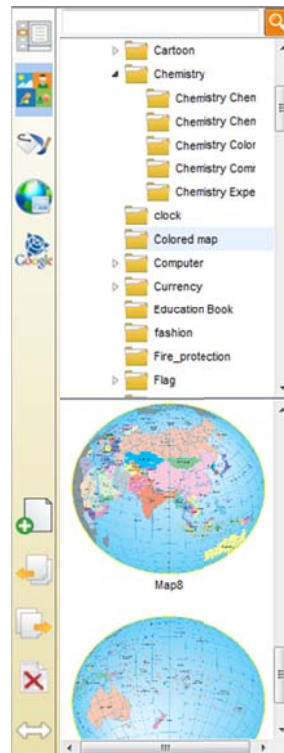 Cartoon
Chemistry
Chemistry Chen
Chemistry Chen
Chemistry Color
Chemistry Comr
Chemistry Expe
clock
Colored map
Computer
Currency
Education Book
fashion
Fire_protection
Flag
Google
Map8